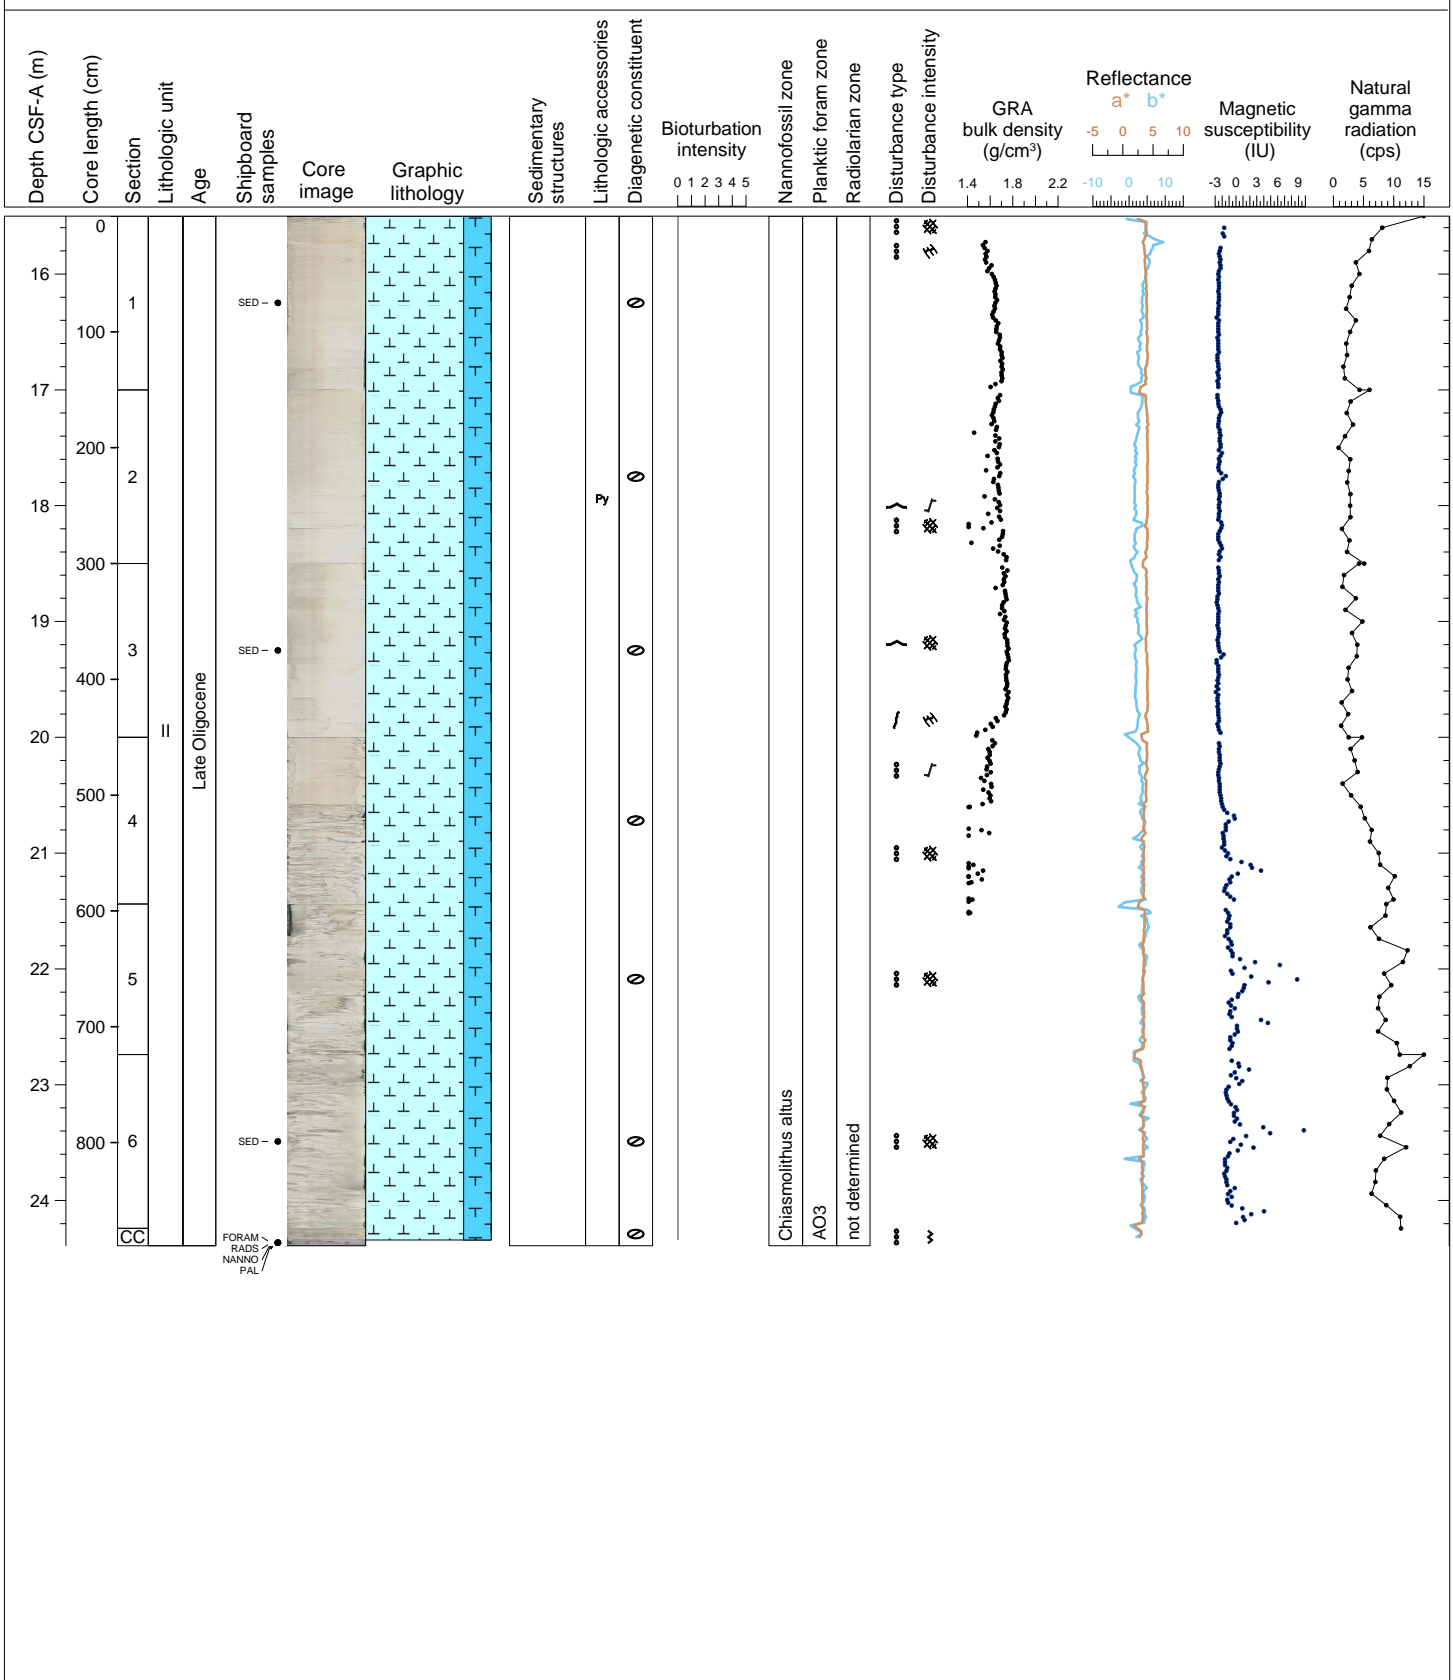 Depth CSF-A (m)
Core length (cm)
Section
Lithologic unit
Age
Shipboard
samples
Core
image
Graphic
lithology
Sedimentary
structures
Lithologic accessories
Diagenetic constituent
Bioturbation
intensity
0 1 2 3 4 5
Nannofossil zone
Planktic foram zone
Radiolarian zone
Disturbance type
Disturbance intensity
GRA
bulk density
(g/cm³)
1.4 1.8 2.2
Reflectance
a* b*
-5 0 5 10
-10 0 10
Magnetic
susceptibility
(IU)
-3 0 3 6 9
Natural
gamma
radiation
(cps)
0 5 10 15
16
17
18
19
20
21
22
23
24
0
100
200
300
400
500
600
700
800
1
2
3
4
5
6
CC
II
Late Oligocene
SED
SED
SED
FORAM
RADS
NANNO
PAL
Py
Chiasmolithus altus
AO3
not determined